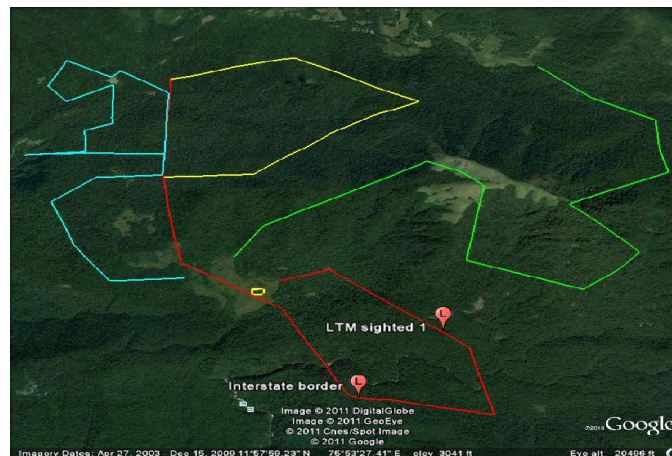 L
LTM sighted 1
L
Interstate border
Image © 2011 DigitalGlobe
Image © 2011 GeoEye
© 2011 Cnes/Spot Image
© 2011 Google
©2010 Google
Imagery Dates: Apr 27, 2003 - Dec 15, 2009 11°57'59.23" N 75°53'27.41" E elev 3041 ft Eye alt 20496 ft